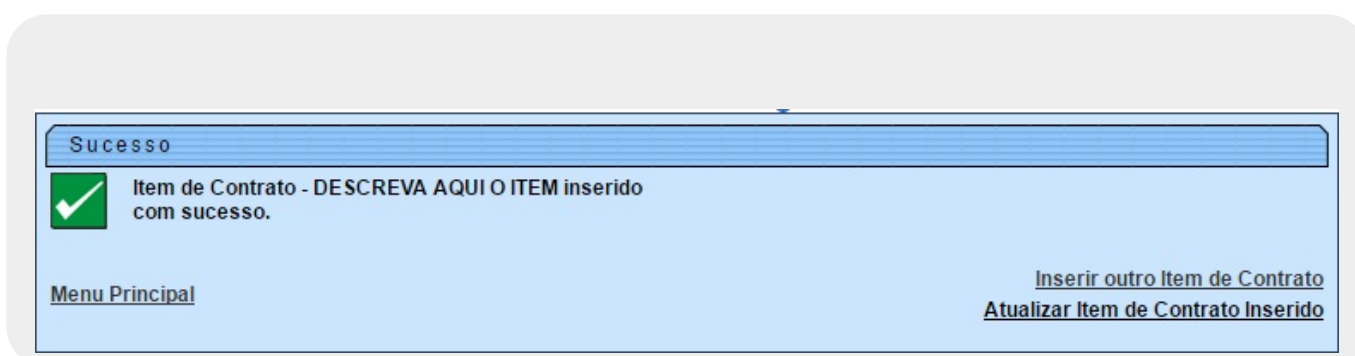 Sucesso
Item de Contrato - DESCREVA AQUI O ITEM inserido
com sucesso.
Menu Principal
Inserir outro Item de Contrato
Atualizar Item de Contrato Inserido